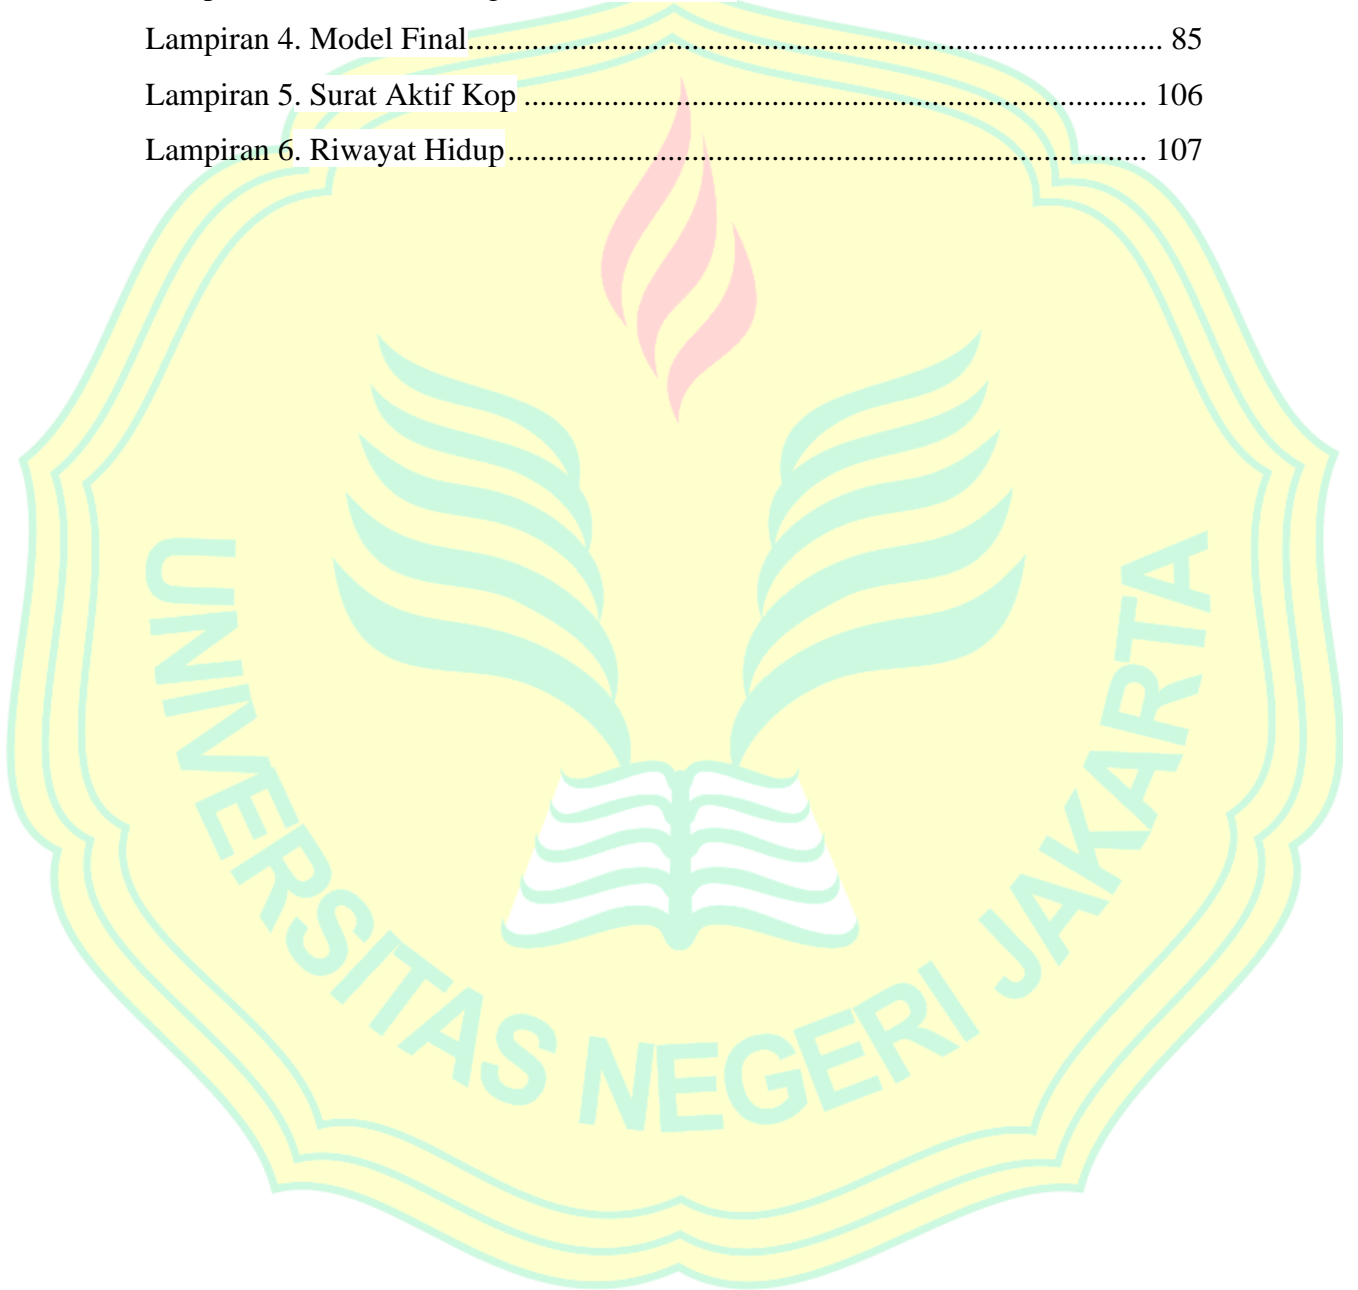 Lampiran 4. Model Final...................................................................................... 85
Lampiran 5. Surat Aktif Kop ............................................................................. 106
Lampiran 6. Riwayat Hidup............................................................................... 107
UNIVERSITAS NEGERI JAKARTA